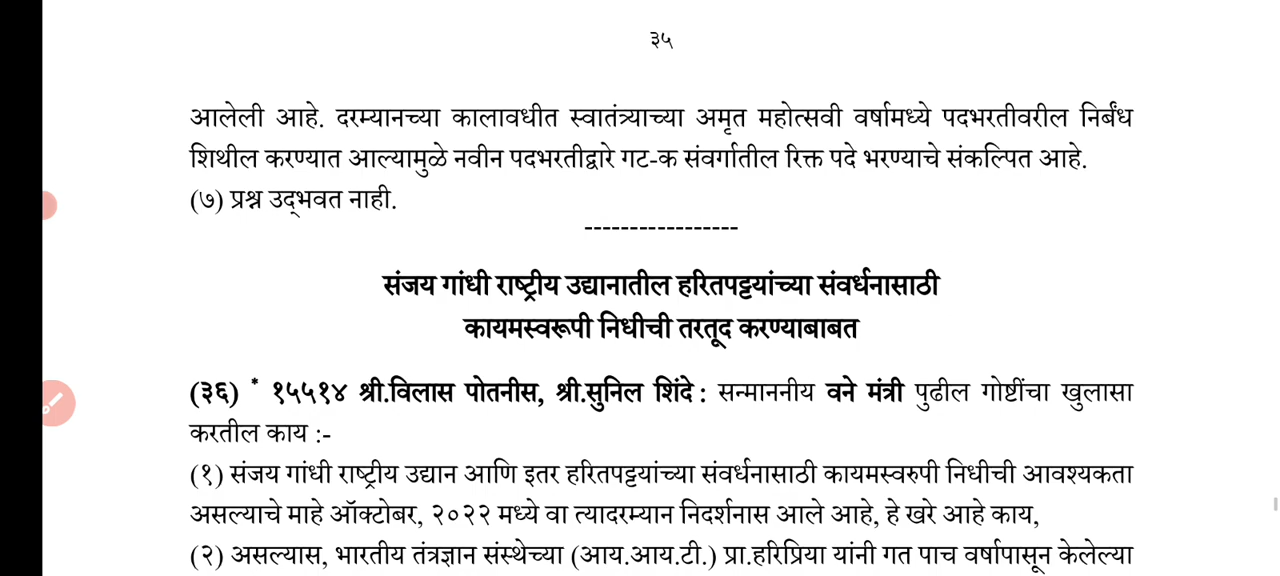 ३५
आलेली आहे. दरम्यानच्या कालावधीत स्वातंत्र्याच्या अमृत महोत्सवी वर्षामध्ये पदभरतीवरील निर्बंध
शिथील करण्यात आल्यामुळे नवीन पदभरतीद्वारे गट-क संवर्गातील रिक्त पदे भरण्याचे संकल्पित आहे.
(७) प्रश्न उद्‌भवत नाही.
-----------------
संजय गांधी राष्ट्रीय उद्यानातील हरितपट्टयांच्या संवर्धनासाठी
कायमस्वरूपी निधीची तरतूद करण्याबाबत
(३६) * १५५१४ श्री.विलास पोतनीस, श्री.सुनिल शिंदे : सन्माननीय वने मंत्री पुढील गोष्टींचा खुलासा
करतील काय :-
(१) संजय गांधी राष्ट्रीय उद्यान आणि इतर हरितपट्टयांच्या संवर्धनासाठी कायमस्वरुपी निधीची आवश्यकता
असल्याचे माहे ऑक्टोबर, २०२२ मध्ये वा त्यादरम्यान निदर्शनास आले आहे, हे खरे आहे काय,
(२) असल्यास, भारतीय तंत्रज्ञान संस्थेच्या (आय.आय.टी.) प्रा.हरिप्रिया यांनी गत पाच वर्षापासून केलेल्या